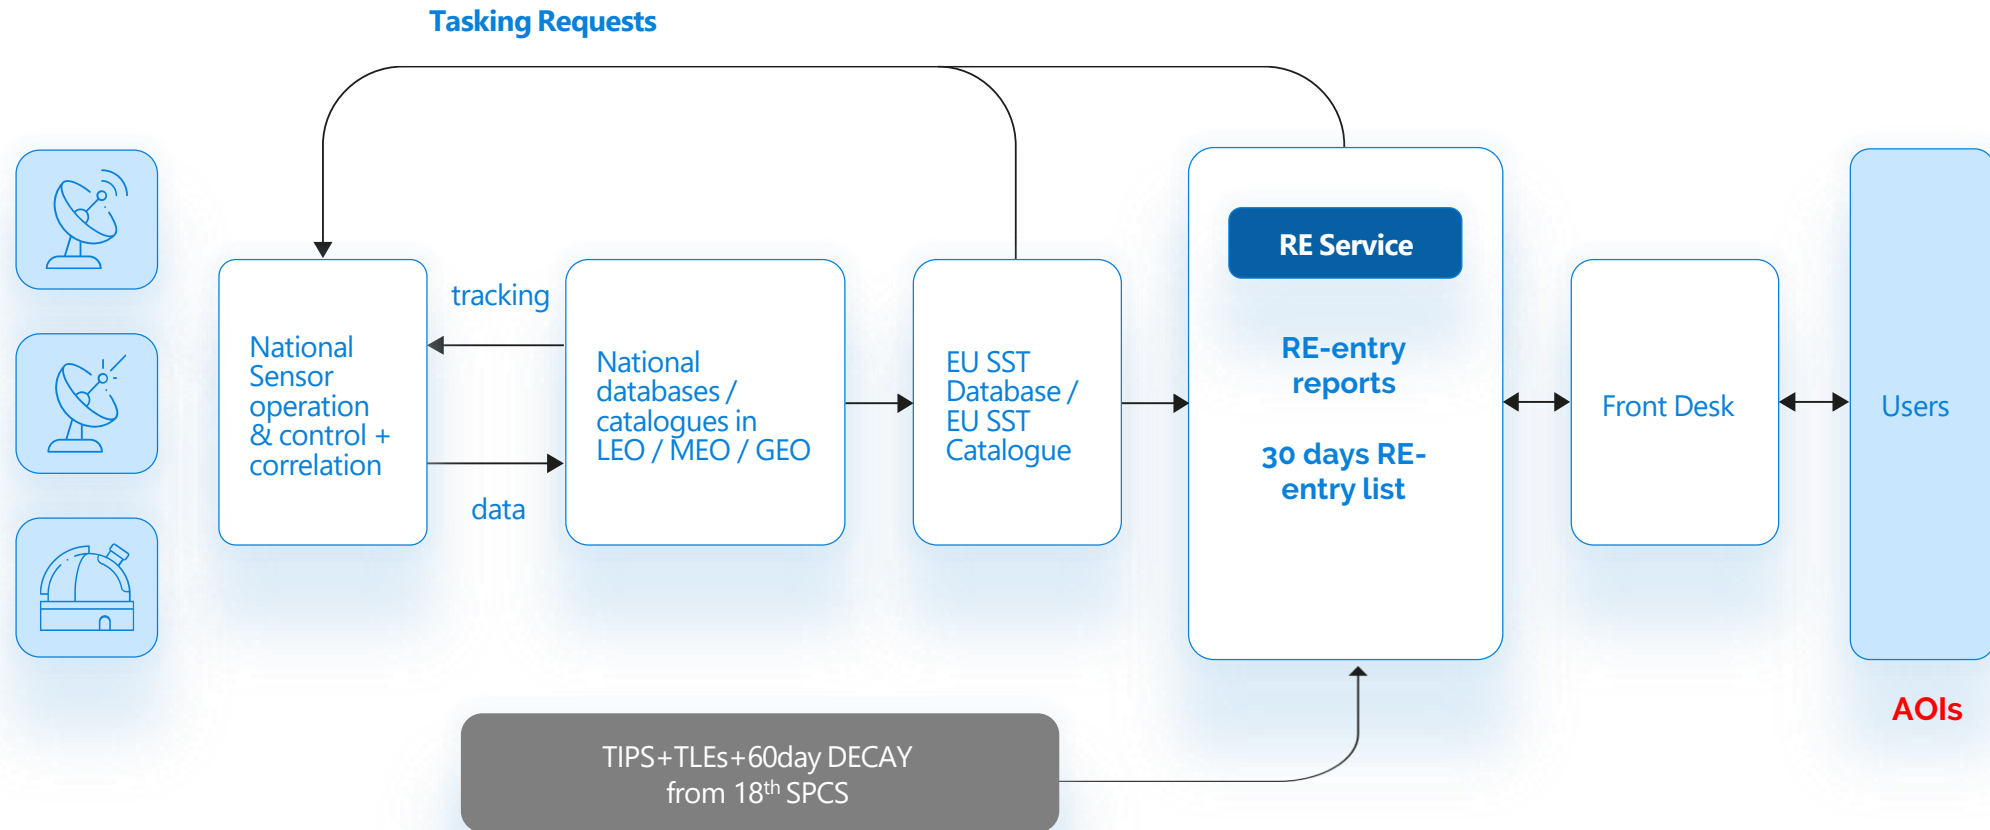 Tasking Requests
National
Sensor
operation
& control +
correlation
tracking
data
National
databases /
catalogues in
LEO / MEO / GEO
EU SST
Database /
EU SST
Catalogue
RE Service
RE-entry
reports
30 days RE-
entry list
Front Desk
Users
AOIs
TIPS+TLEs+60day DECAY
from 18th SPCS